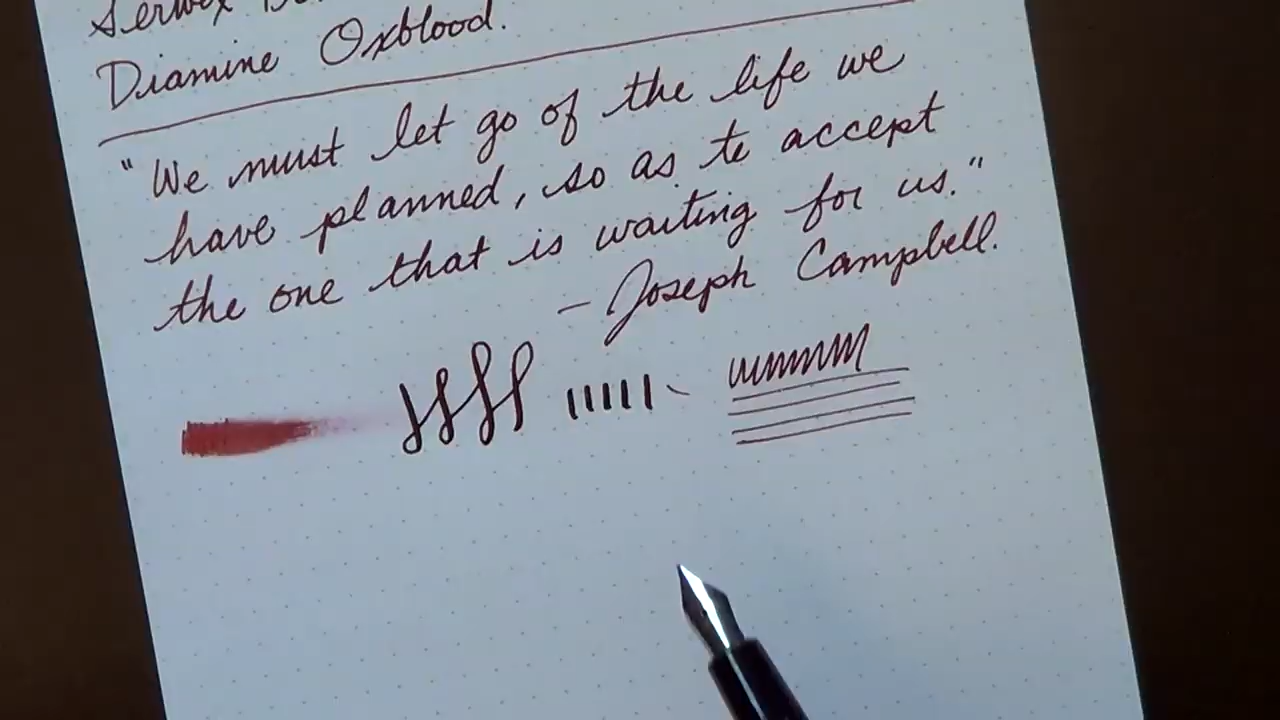 Serwex
Diamine Oxblood.
"We must let go of the life we
have planned, so as to accept
the one that is waiting for us."
- Joseph Campbell.